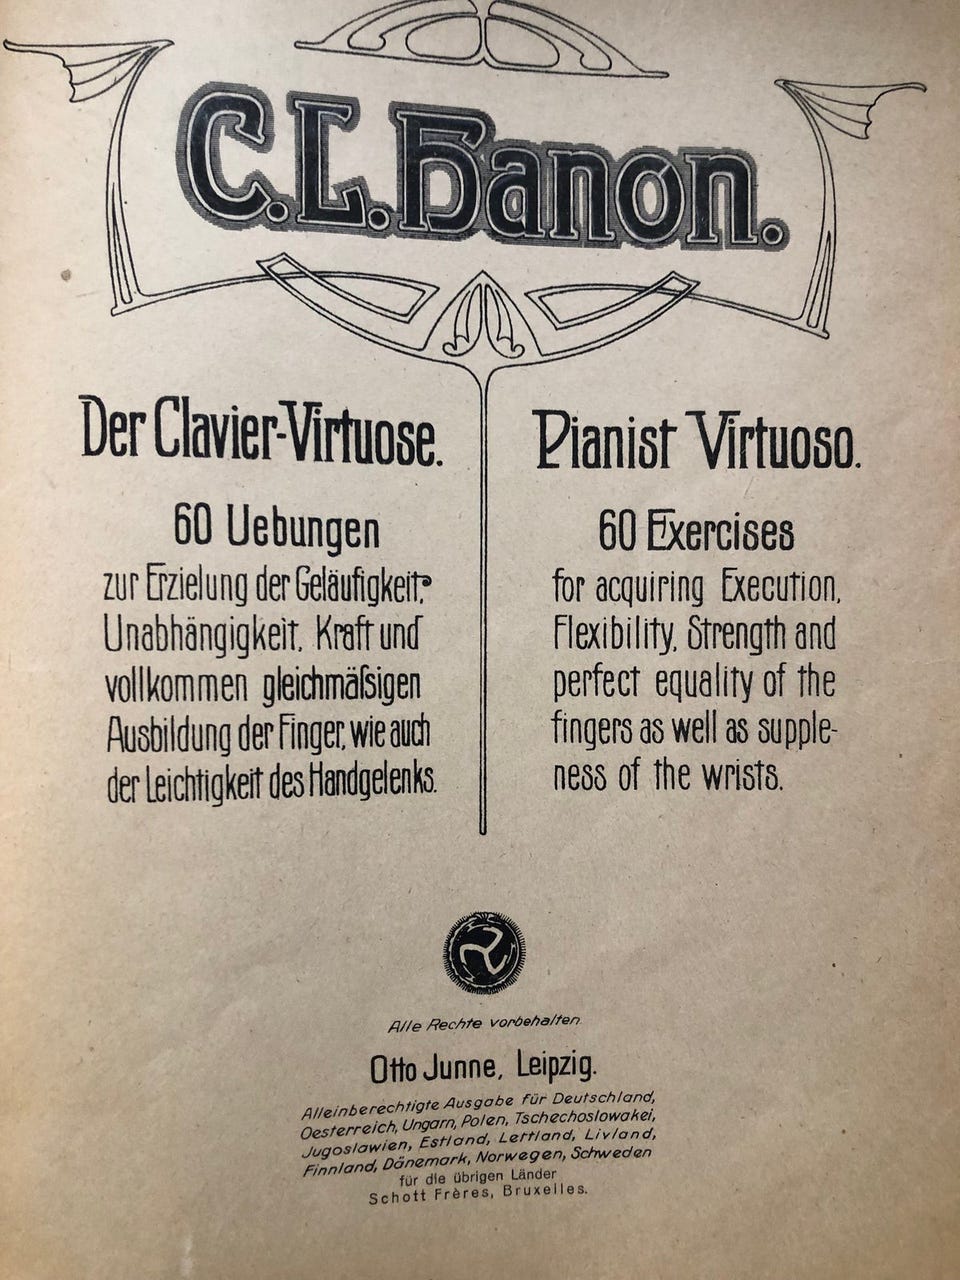 C. L. Hanon.
Der Clavier-Virtuose.
60 Uebungen
zur Erzielung der Geläufigkeit,
Unabhängigkeit, Kraft und
vollkommen gleichmäſsigen
Ausbildung der Finger, wie auch
der Leichtigkeit des Handgelenks.
Pianist Virtuoso.
60 Exercises
for acquiring Execution,
Flexibility, Strength and
perfect equality of the
fingers as well as supple-
ness of the wrists.
Alle Rechte vorbehalten
Otto Junne, Leipzig.
Alleinberechtigte Ausgabe für Deutschland,
Oesterreich, Ungarn, Polen, Tschechoslowakei,
Jugoslawien, Estland, Lettland, Livland,
Finnland, Dänemark, Norwegen, Schweden
für die übrigen Länder
Schott Frères, Bruxelles.